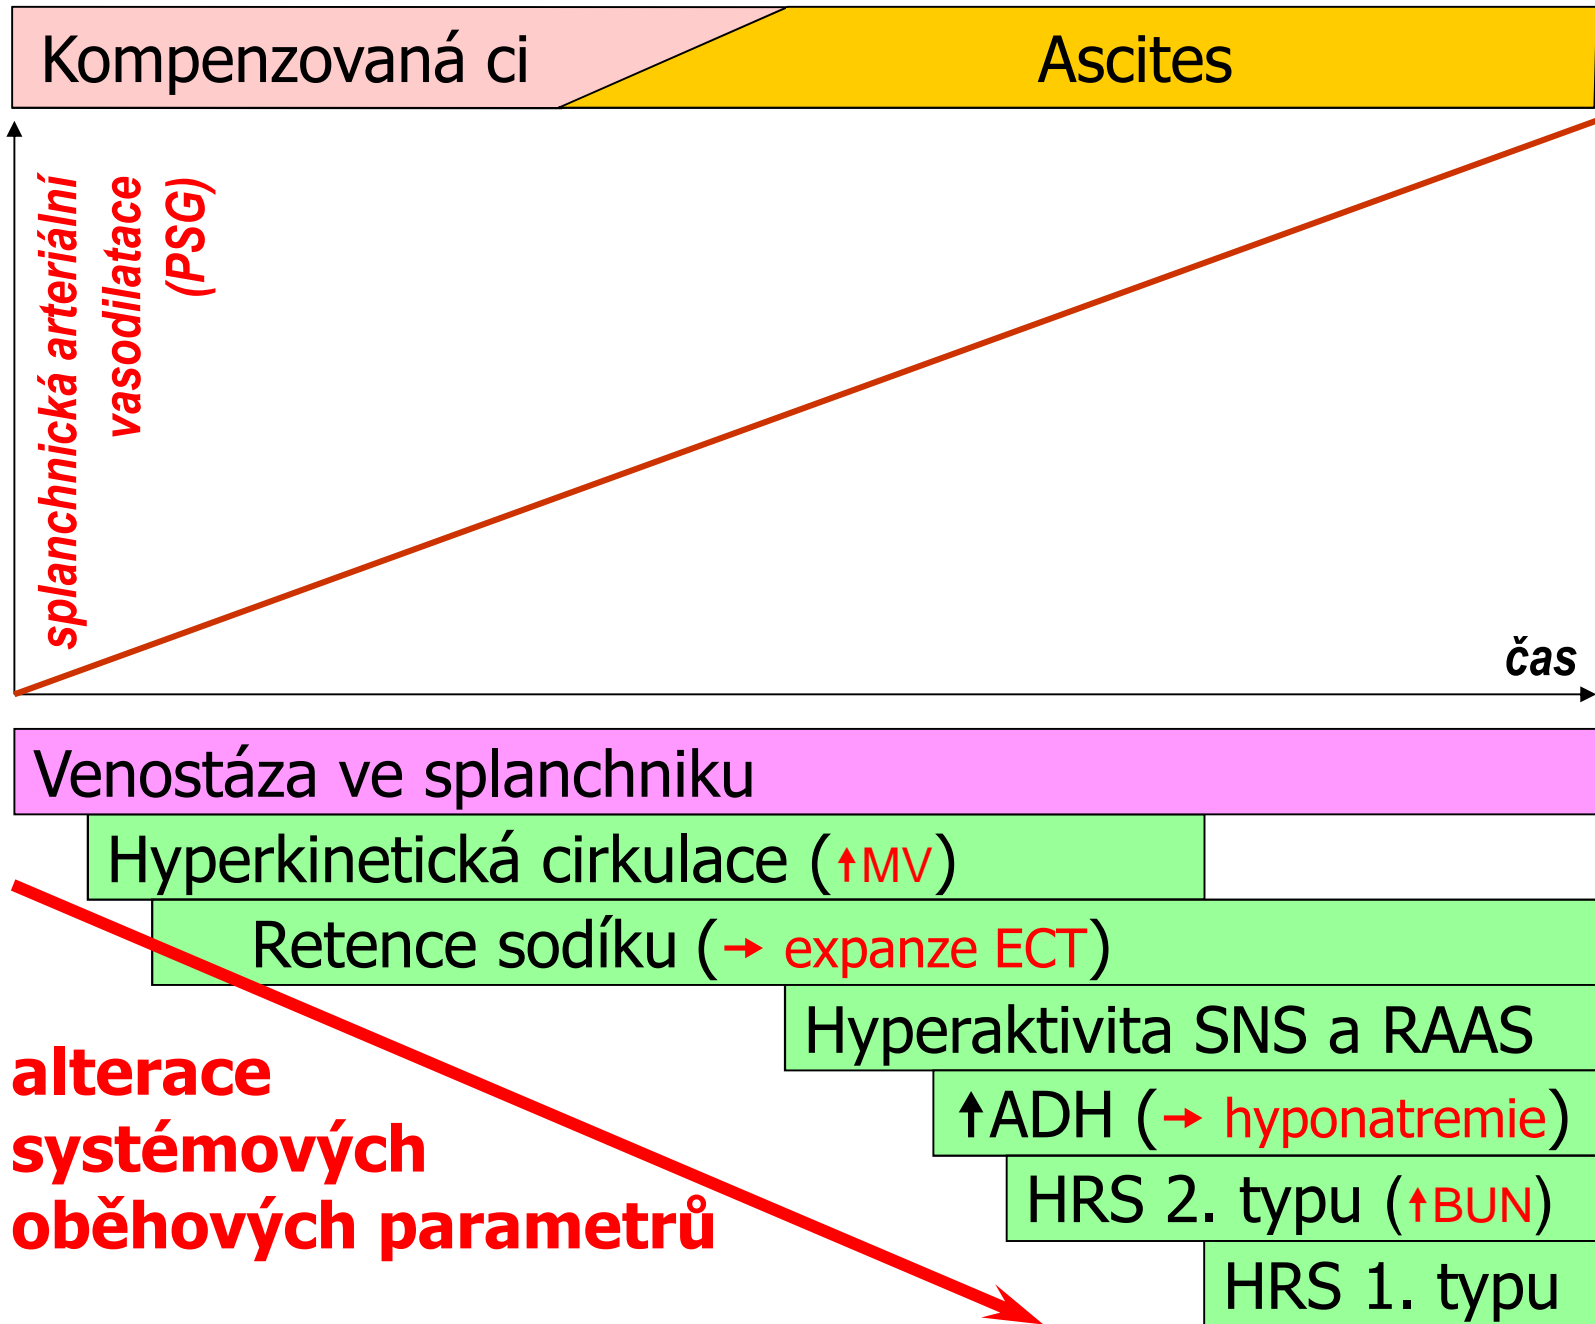 Kompenzovaná ci
Ascites
splanchnická arteriální
vasodilatace
(PSG)
čas
Venostáza ve splanchniku
Hyperkinetická cirkulace (↑MV)
Retence sodíku (→ expanze ECT)
Hyperaktivita SNS a RAAS
↑ADH (→ hyponatremie)
HRS 2. typu (↑BUN)
HRS 1. typu
alterace
systémových
oběhových parametrů